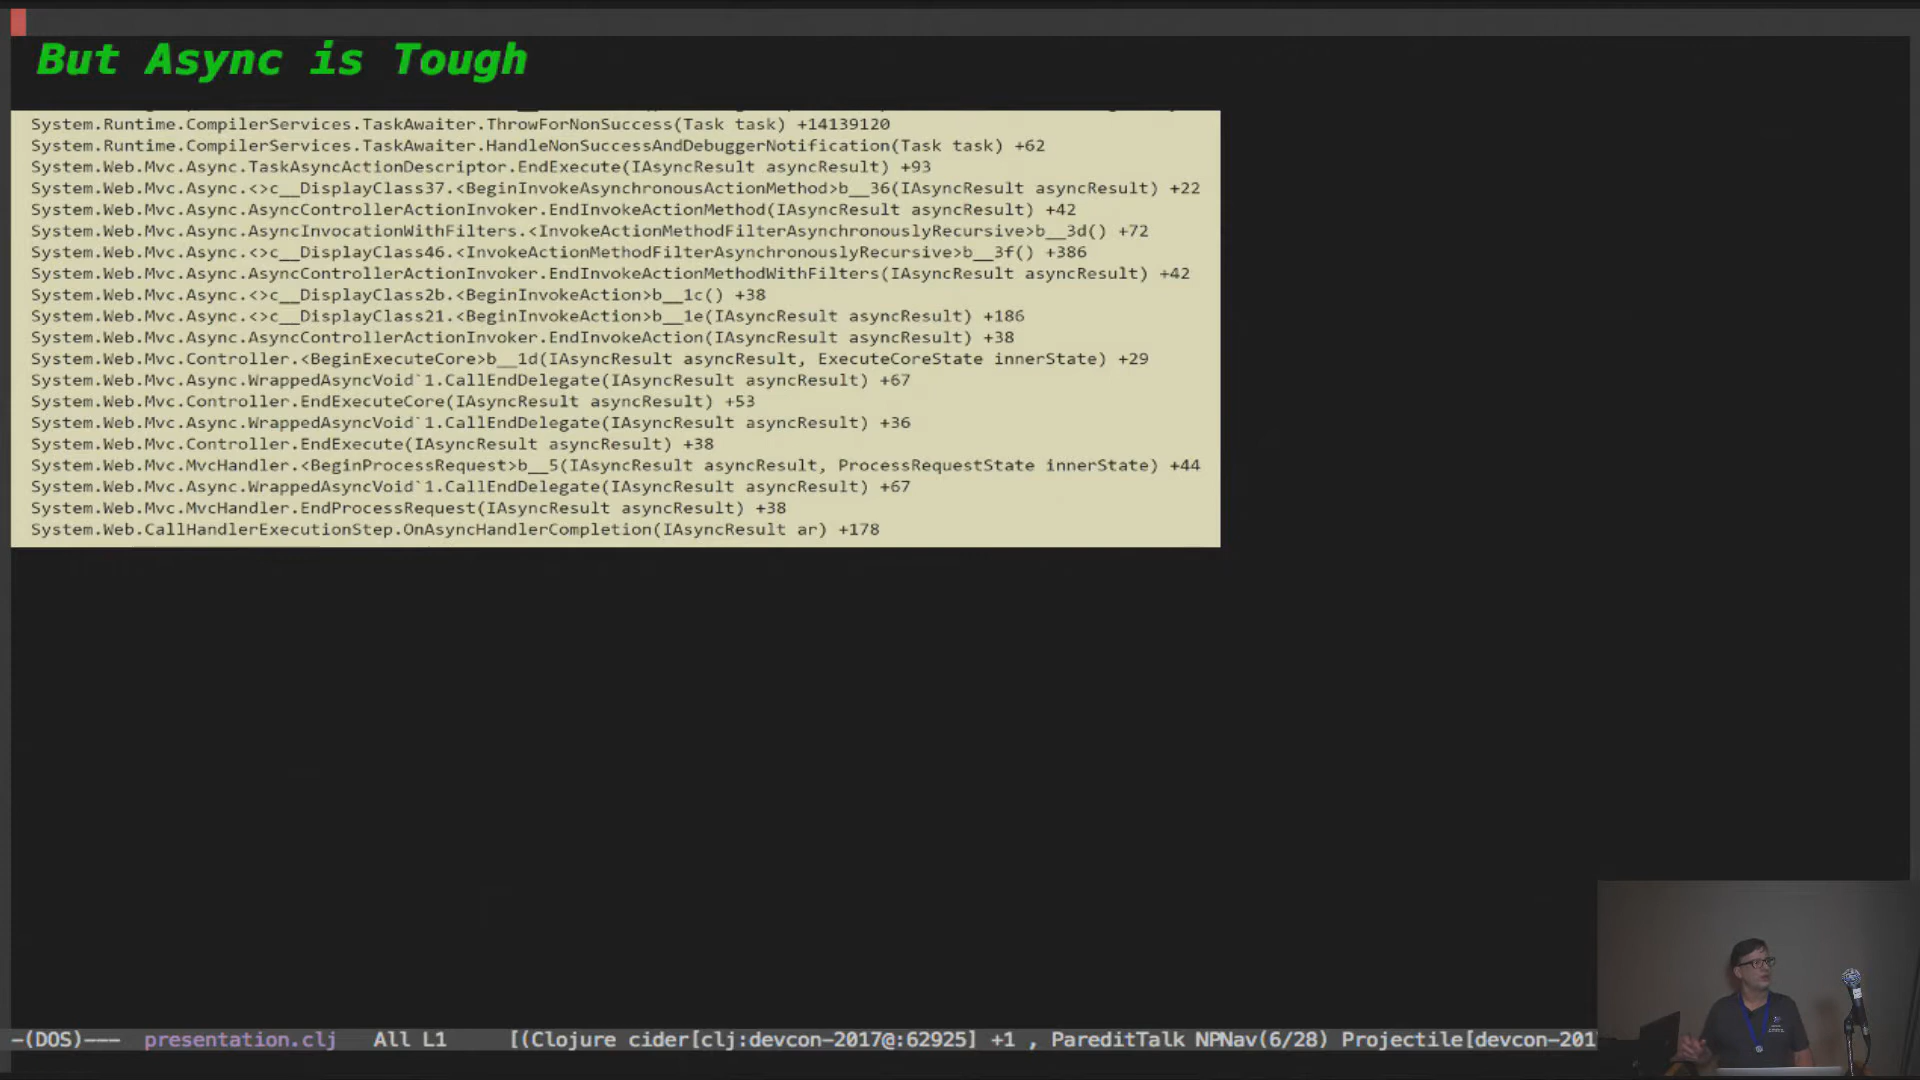 But Async is Tough
System.Runtime.CompilerServices.TaskAwaiter.ThrowForNonSuccess(Task task) +14139120
System.Runtime.CompilerServices.TaskAwaiter.HandleNonSuccessAndDebuggerNotification(Task task) +62
System.Web.Mvc.Async.TaskAsyncActionDescriptor.EndExecute(IAsyncResult asyncResult) +93
System.Web.Mvc.Async.<>c__DisplayClass37.<BeginInvokeAsynchronousActionMethod>b__36(IAsyncResult asyncResult) +22
System.Web.Mvc.Async.AsyncControllerActionInvoker.EndInvokeActionMethod(IAsyncResult asyncResult) +42
System.Web.Mvc.Async.AsyncInvocationWithFilters.<InvokeActionMethodFilterAsynchronouslyRecursive>b__3d() +72
System.Web.Mvc.Async.<>c__DisplayClass46.<InvokeActionMethodFilterAsynchronouslyRecursive>b__3f() +386
System.Web.Mvc.Async.AsyncControllerActionInvoker.EndInvokeActionMethodWithFilters(IAsyncResult asyncResult) +42
System.Web.Mvc.Async.<>c__DisplayClass2b.<BeginInvokeAction>b__1c() +38
System.Web.Mvc.Async.<>c__DisplayClass21.<BeginInvokeAction>b__1e(IAsyncResult asyncResult) +186
System.Web.Mvc.Async.AsyncControllerActionInvoker.EndInvokeAction(IAsyncResult asyncResult) +38
System.Web.Mvc.Controller.<BeginExecuteCore>b__1d(IAsyncResult asyncResult, ExecuteCoreState innerState) +29
System.Web.Mvc.Async.WrappedAsyncVoid`1.CallEndDelegate(IAsyncResult asyncResult) +67
System.Web.Mvc.Controller.EndExecuteCore(IAsyncResult asyncResult) +53
System.Web.Mvc.Async.WrappedAsyncVoid`1.CallEndDelegate(IAsyncResult asyncResult) +36
System.Web.Mvc.Controller.EndExecute(IAsyncResult asyncResult) +38
System.Web.Mvc.MvcHandler.<BeginProcessRequest>b__5(IAsyncResult asyncResult, ProcessRequestState innerState) +44
System.Web.Mvc.Async.WrappedAsyncVoid`1.CallEndDelegate(IAsyncResult asyncResult) +67
System.Web.Mvc.MvcHandler.EndProcessRequest(IAsyncResult asyncResult) +38
System.Web.CallHandlerExecutionStep.OnAsyncHandlerCompletion(IAsyncResult ar) +178
-(DOS)--- presentation.clj All L1 [(Clojure cider[clj:devcon-2017@:62925] +1 , PareditTalk NPNav(6/28) Projectile[devcon-201